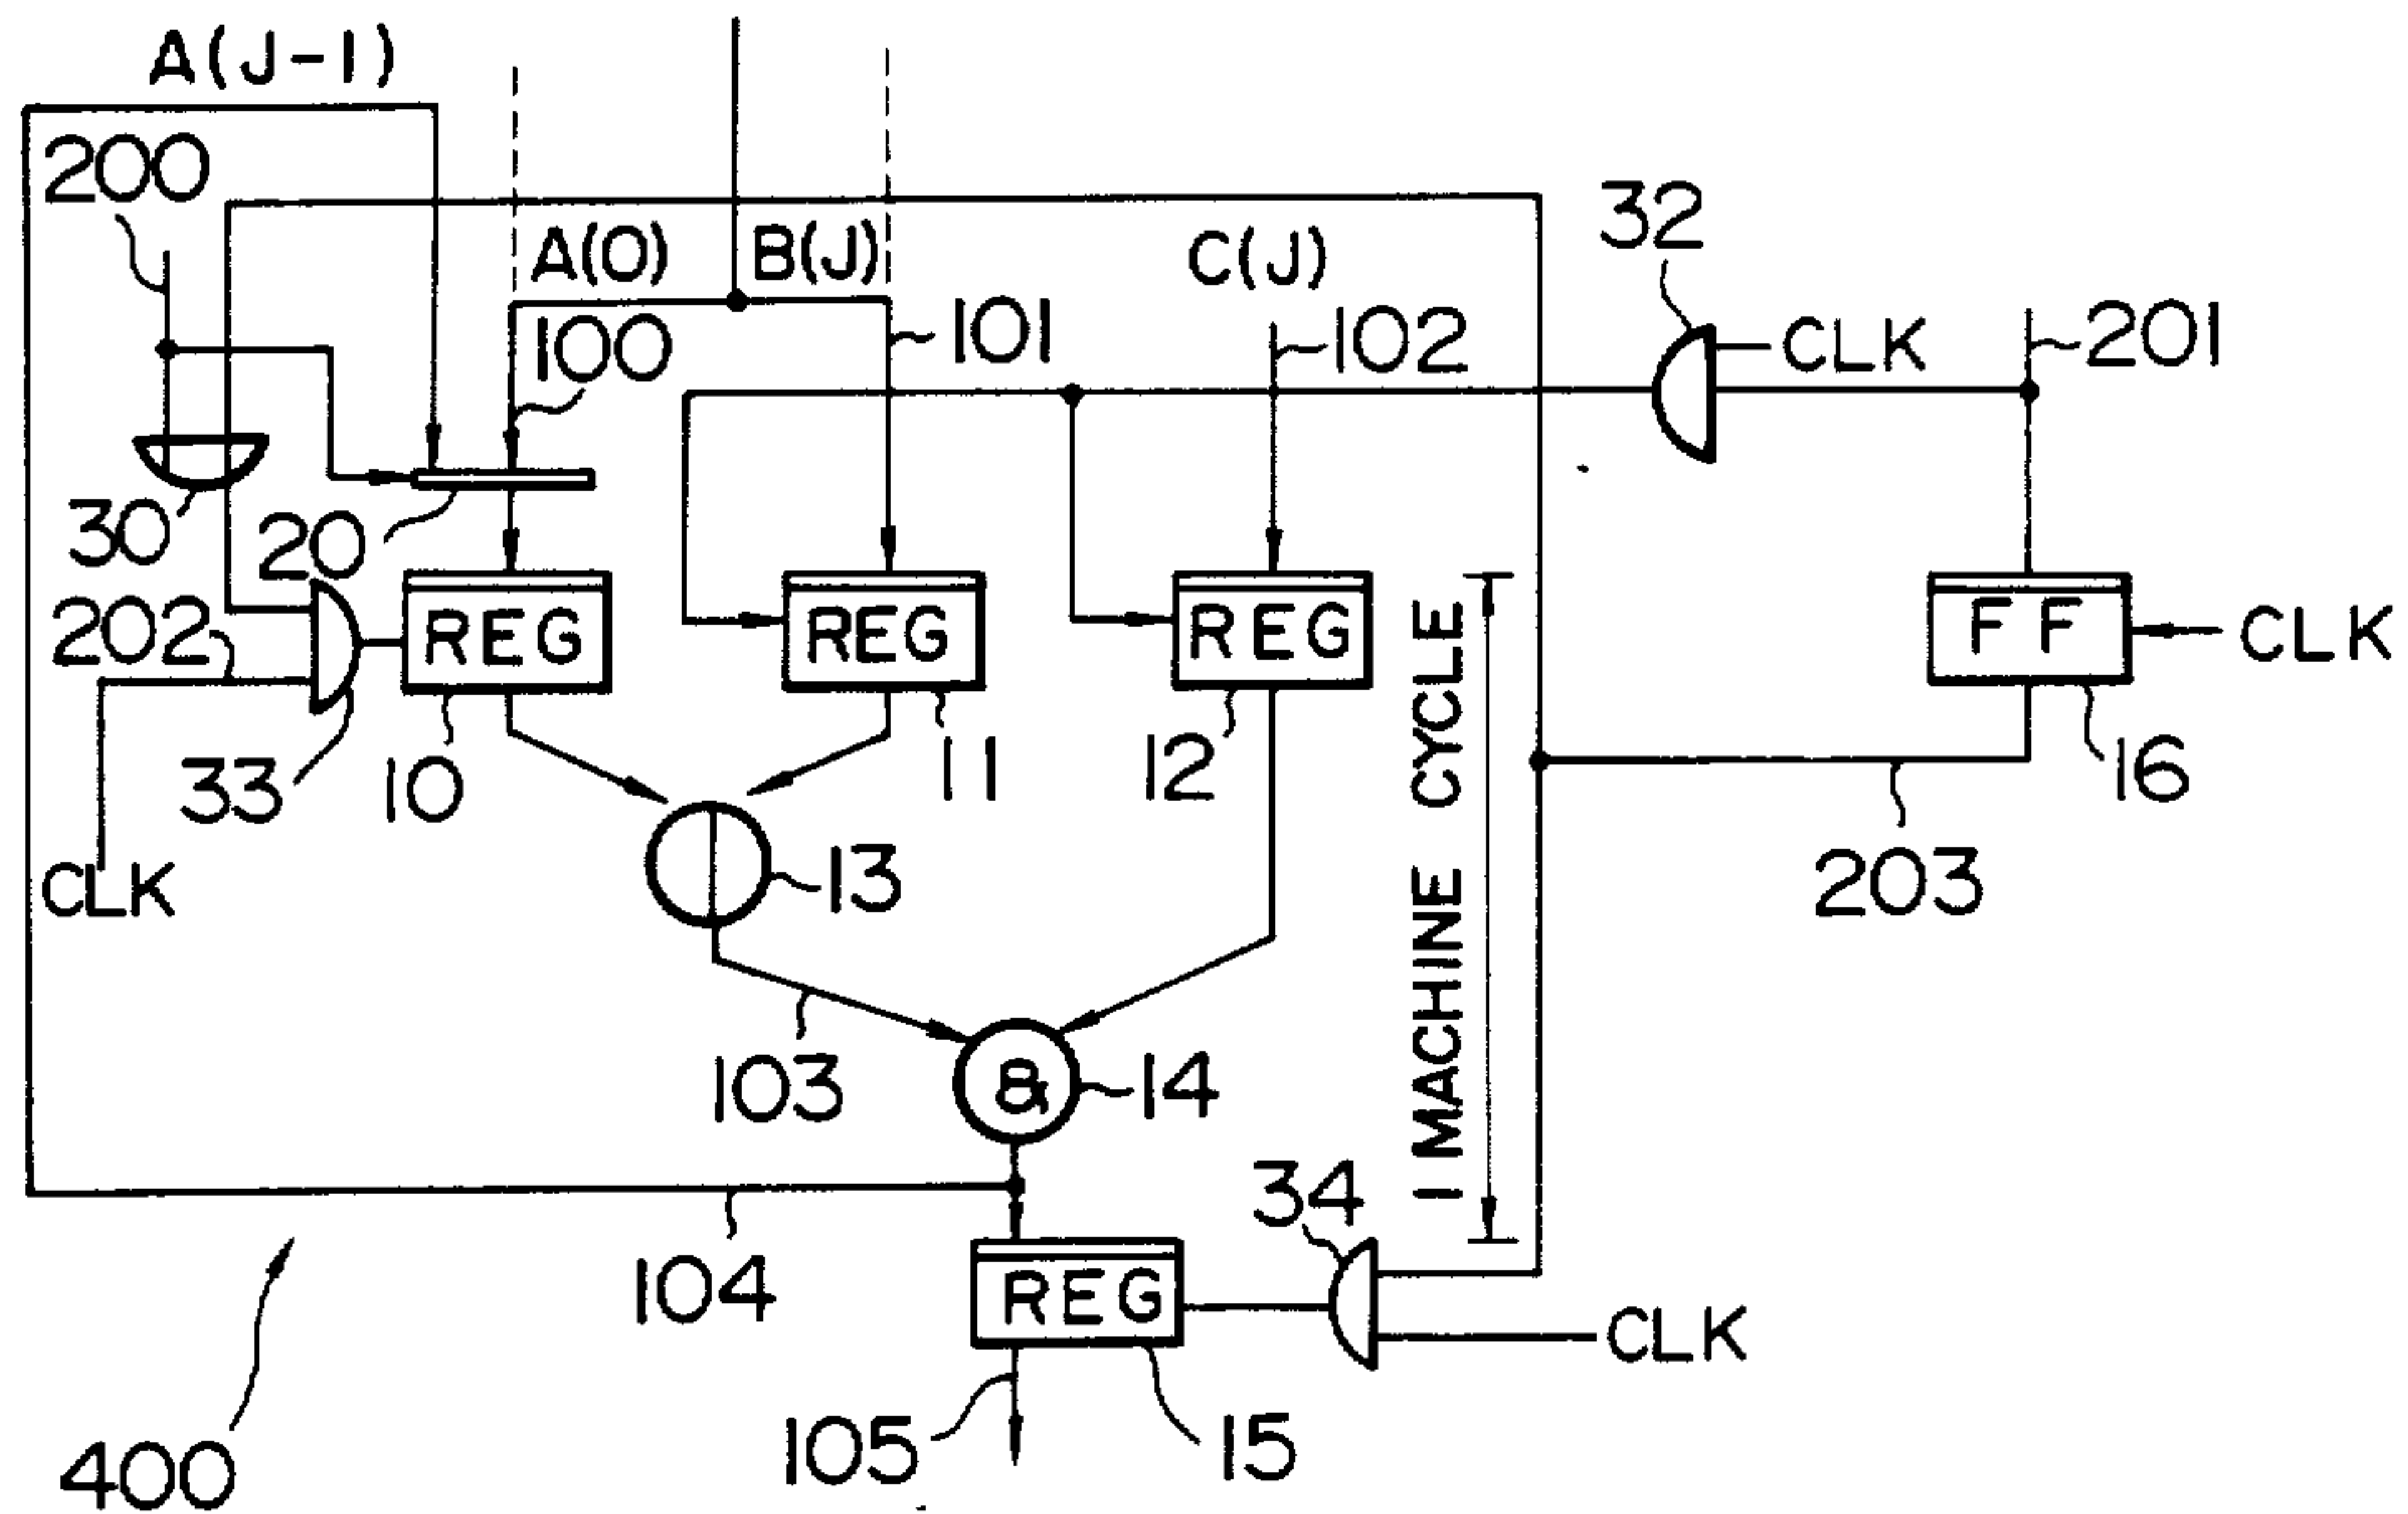 A(J-1)
200
32
A(0)
B(J)
C(J)
100
101
102
CLK
201
30
20
202
REG
REG
REG
FF
CLK
33
10
11
12
16
13
CLK
203
1 MACHINE CYCLE
103
&
14
34
104
REG
CLK
105
15
400